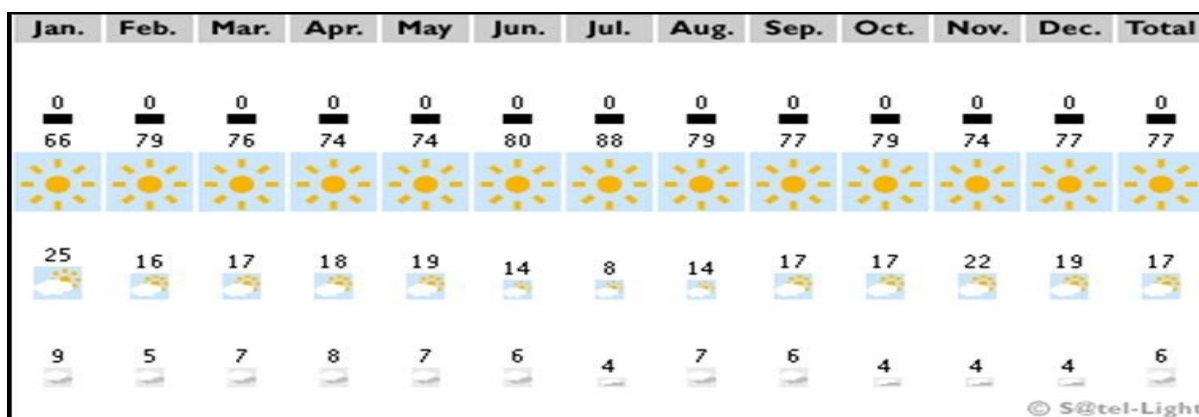 Jan. Feb. Mar. Apr. May Jun. Jul. Aug. Sep. Oct. Nov. Dec. Total
0 0 0 0 0 0 0 0 0 0 0 0 0
66 79 76 74 74 80 88 79 77 79 74 77 77
25 16 17 18 19 14 8 14 17 17 22 19 17
9 5 7 8 7 6 4 7 6 4 4 4 6
© S@tel-Light